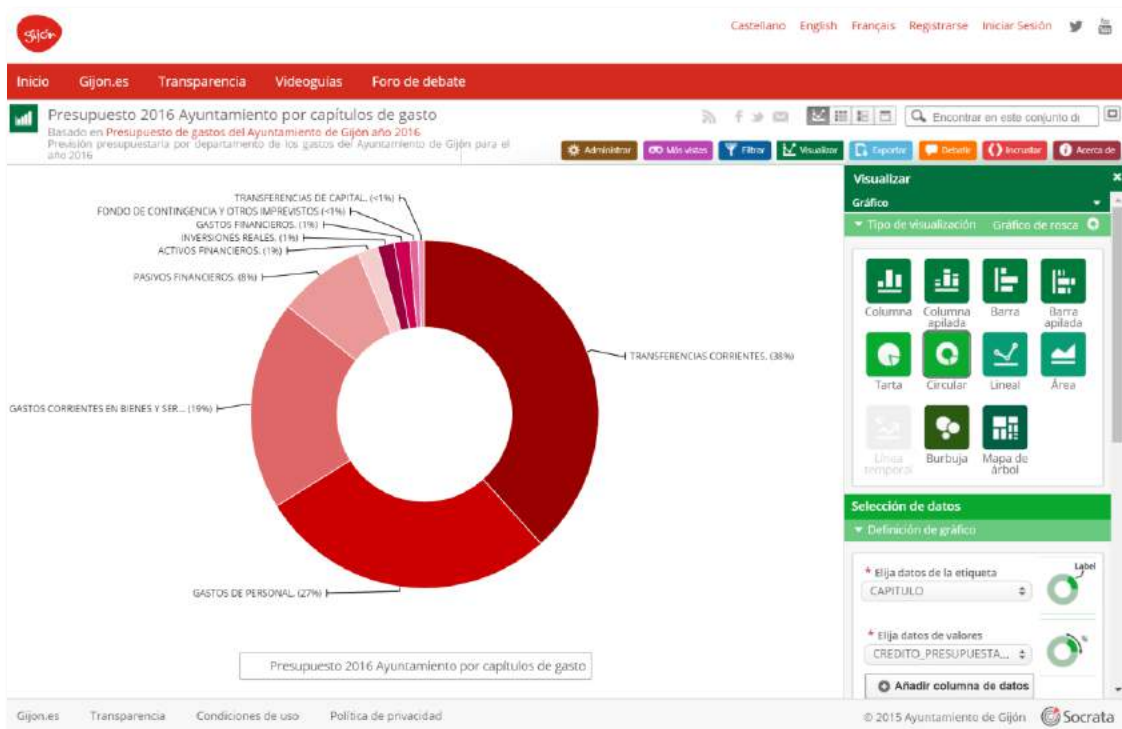 gijón
Castellano English Français Registrarse Iniciar Sesión
You
Inicio Gijon.es Transparencia Videoguías Foro de debate
Presupuesto 2016 Ayuntamiento por capítulos de gasto
Basado en Presupuesto de gastos del Ayuntamiento de Gijón año 2016
Previsión presupuestaria por departamento de los gastos del Ayuntamiento de Gijón para el
año 2016
Encontrar en este conjunto di
Administrar Más vistas Filtrar Visualizar Exportar Debatir Incrustar Acerca de
TRANSFERENCIAS DE CAPITAL. (<1%)
FONDO DE CONTINGENCIA Y OTROS IMPREVISTOS (<1%)
GASTOS FINANCIEROS. (1%)
INVERSIONES REALES. (1%)
ACTIVOS FINANCIEROS. (1%)
PASIVOS FINANCIEROS. (8%)
TRANSFERENCIAS CORRIENTES. (38%)
GASTOS CORRIENTES EN BIENES Y SER... (19%)
GASTOS DE PERSONAL. (27%)
Presupuesto 2016 Ayuntamiento por capítulos de gasto
Visualizar
Gráfico
Tipo de visualización Gráfico de rosca
Columna Columna apilada Barra Barra apilada
Tarta Circular Lineal Área
Línea temporal Burbuja Mapa de árbol
Selección de datos
Definición de gráfico
* Elija datos de la etiqueta
Label
CAPITULO
* Elija datos de valores
%
CREDITO_PRESUPUESTA...
Añadir columna de datos
Gijon.es Transparencia Condiciones de uso Política de privacidad
© 2015 Ayuntamiento de Gijón Socrata